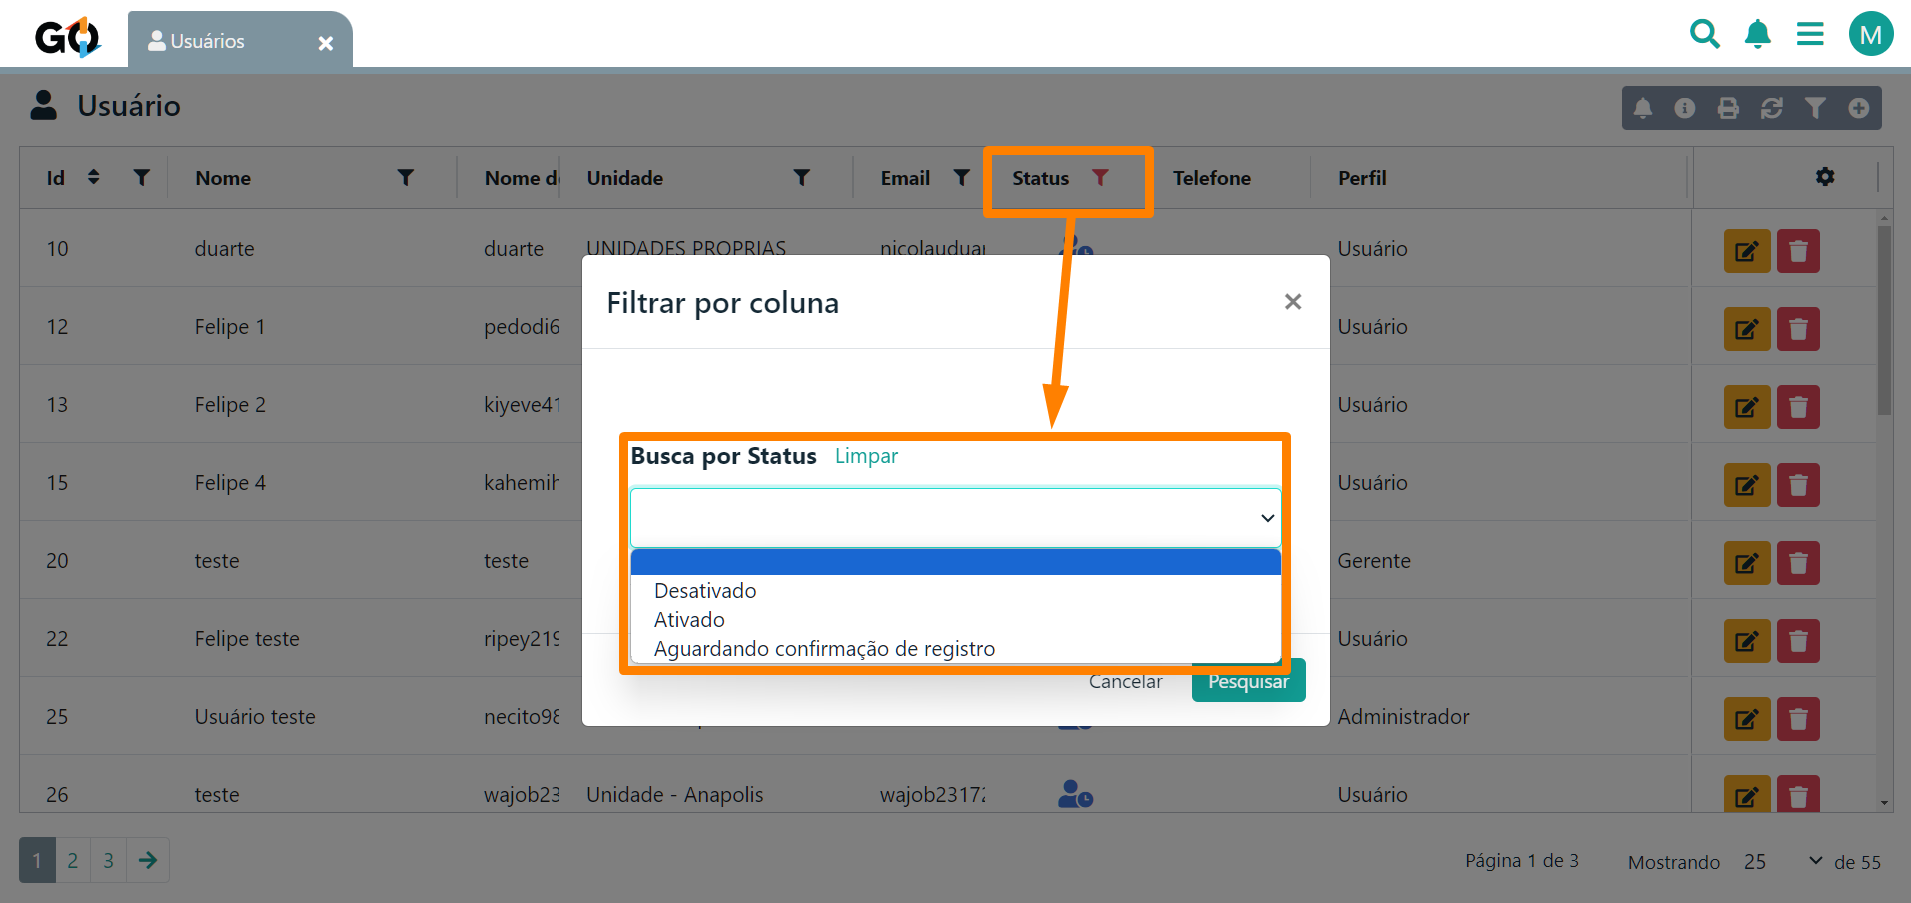 GO
Usuários
M
Usuário
Id Nome Nome d Unidade Email Status Telefone Perfil
10 duarte duarte UNIDADES PROPRIAS nicolauduar Usuário
Filtrar por coluna
12 Felipe 1 pedodi6 Usuário
13 Felipe 2 kiyeve41 Usuário
Busca por Status Limpar
15 Felipe 4 kahemih Usuário
20 teste teste Gerente
Desativado
Ativado
Aguardando confirmação de registro
22 Felipe teste ripey219 Usuário
Cancelar Pesquisar
25 Usuário teste necito98 Administrador
26 teste wajob23 Unidade - Anapolis wajob2317 Usuário
1 2 3
Página 1 de 3 Mostrando 25 de 55